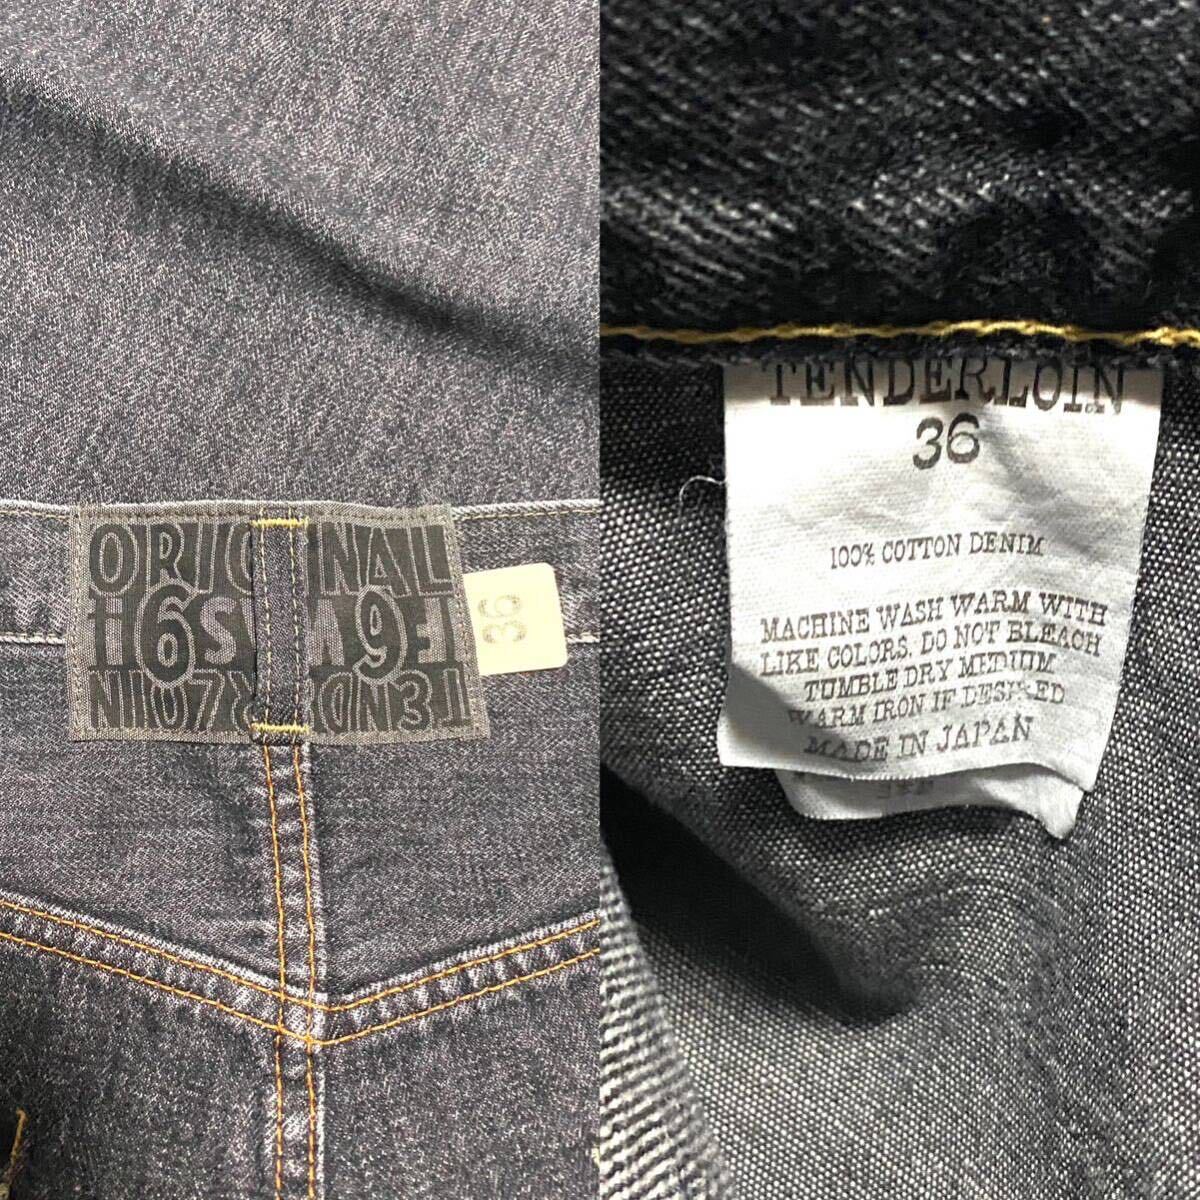 ORIGINAL
69
TENDERLOIN
36
TENDERLOIN
36
100% COTTON DENIM
MACHINE WASH WARM WITH
LIKE COLORS. DO NOT BLEACH
TUMBLE DRY MEDIUM
WARM IRON IF DESIRED
MADE IN JAPAN